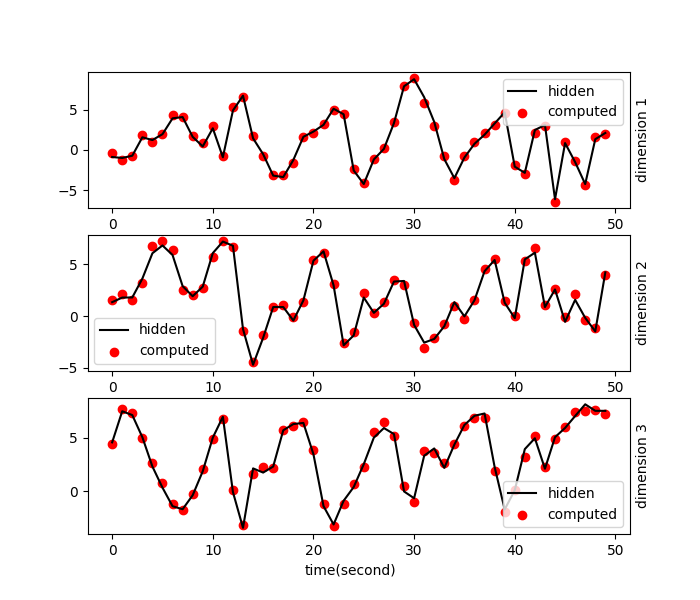 hidden
computed
dimension 1
5
0
−5
0 10 20 30 40 50
hidden
computed
dimension 2
5
0
−5
0 10 20 30 40 50
hidden
computed
dimension 3
5
0
0 10 20 30 40 50
time(second)